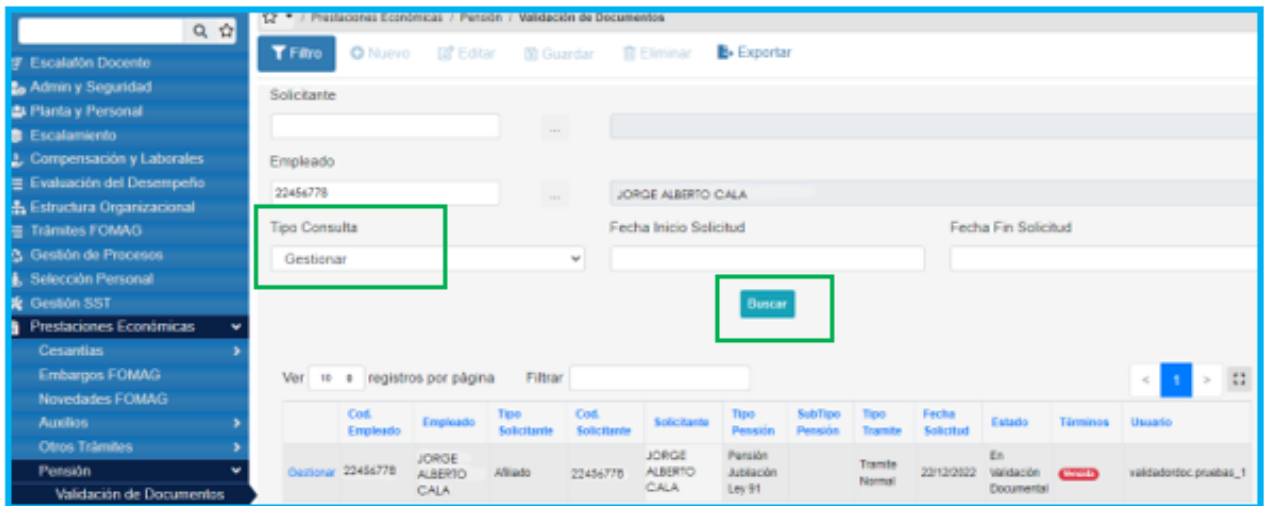 / Prestaciones Económicas / Pensión / Validación de Documentos
Filtro Nuevo Editar Guardar Eliminar Exportar
Escalafón Docente
Admin y Seguridad
Planta y Personal
Escalamiento
Compensación y Laborales
Evaluación del Desempeño
Estructura Organizacional
Trámites FOMAG
Gestión de Procesos
Selección Personal
Gestión SST
Prestaciones Económicas
Cesantías
Embargos FOMAG
Novedades FOMAG
Auxilios
Otros Trámites
Pensión
Validación de Documentos
Solicitante
...
Empleado
22456778 ... JORGE ALBERTO CALA
Tipo Consulta Fecha Inicio Solicitud Fecha Fin Solicitud
Gestionar
Buscar
Ver 10 registros por página Filtrar
< 1 >
Cod. Empleado Empleado Tipo Solicitante Cod. Solicitante Solicitante Tipo Pensión SubTipo Pensión Tipo Tramite Fecha Solicitud Estado Términos Usuario
Gestionar 22456778 JORGE ALBERTO CALA Afiliado 22456778 JORGE ALBERTO CALA Pensión Jubilación Ley 91 Tramite Normal 22/12/2022 En Validación Documental Vencido validadordoc.pruebas_1